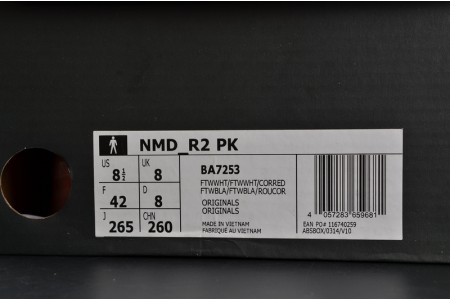 NMD_R2 PK
US 8½ UK 8
F 42 D 8
J 265 CHN 260
BA7253
FTWWHT/FTWWHT/CORRED
FTWBLA/FTWBLA/ROUCOR
ORIGINALS
ORIGINALS
MADE IN VIETNAM
FABRIQUÉ AU VIETNAM
4 057283 659681
EAN PO# 116740259
ABSBOX/0314/V10